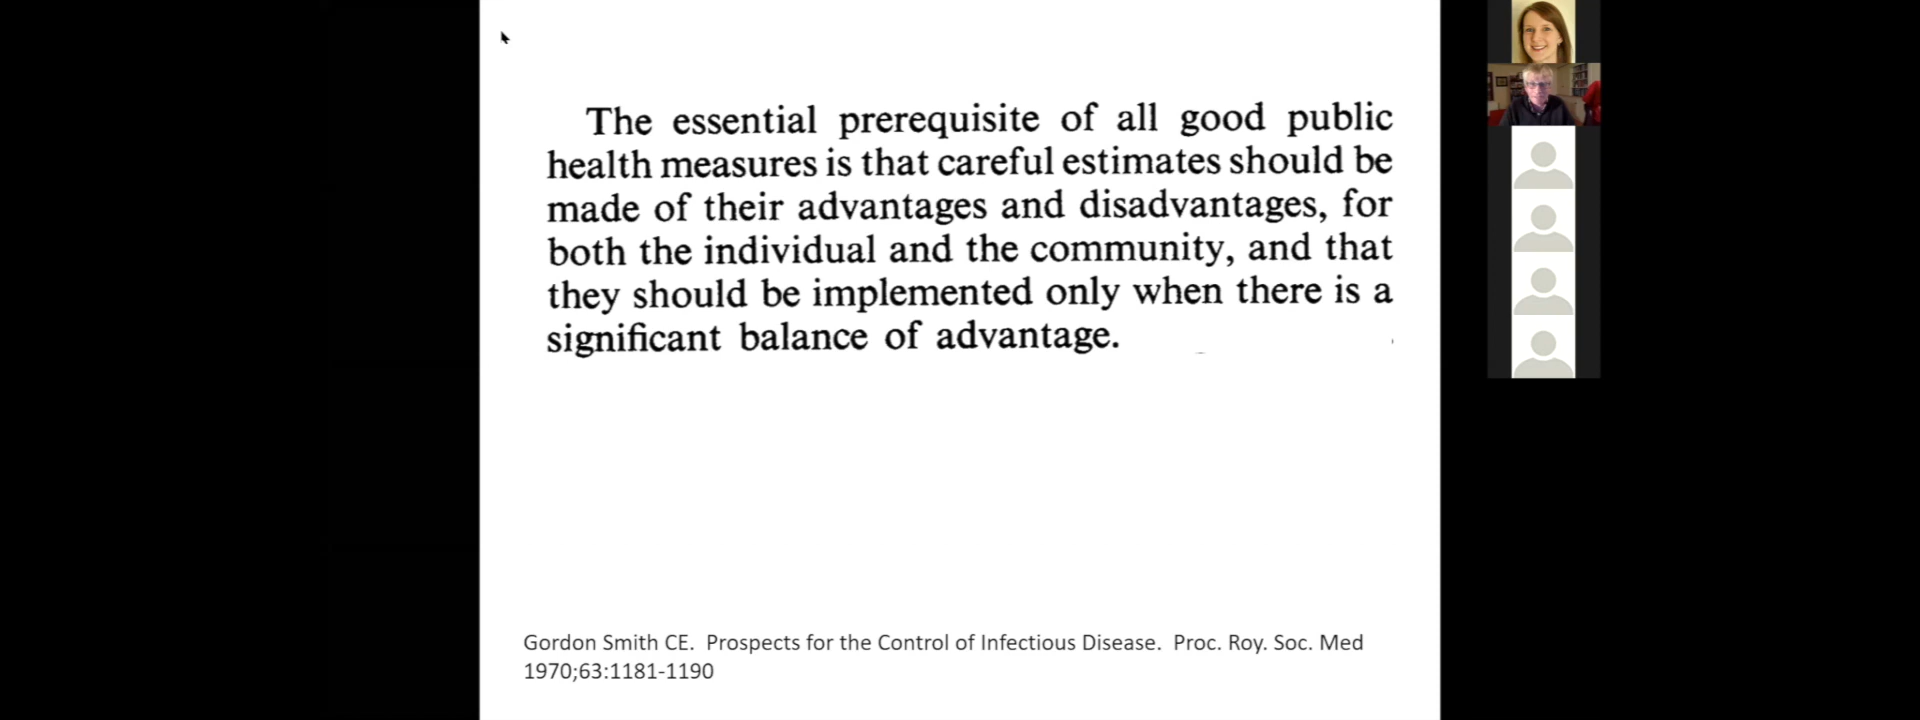 The essential prerequisite of all good public
health measures is that careful estimates should be
made of their advantages and disadvantages, for
both the individual and the community, and that
they should be implemented only when there is a
significant balance of advantage.
Gordon Smith CE.  Prospects for the Control of Infectious Disease.  Proc. Roy. Soc. Med
1970;63:1181-1190